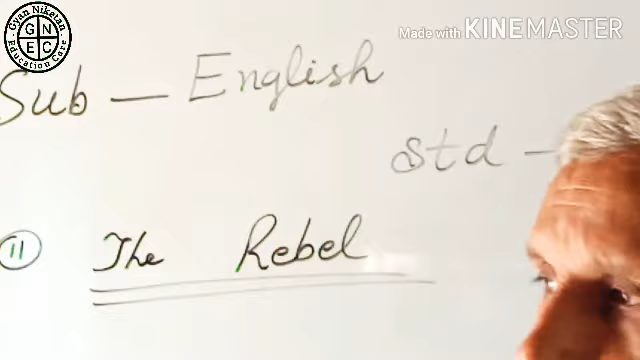 Gyan Niketan
G N
E C
Education Care
Made with KINEMASTER
Sub — English
std —
11 The Rebel